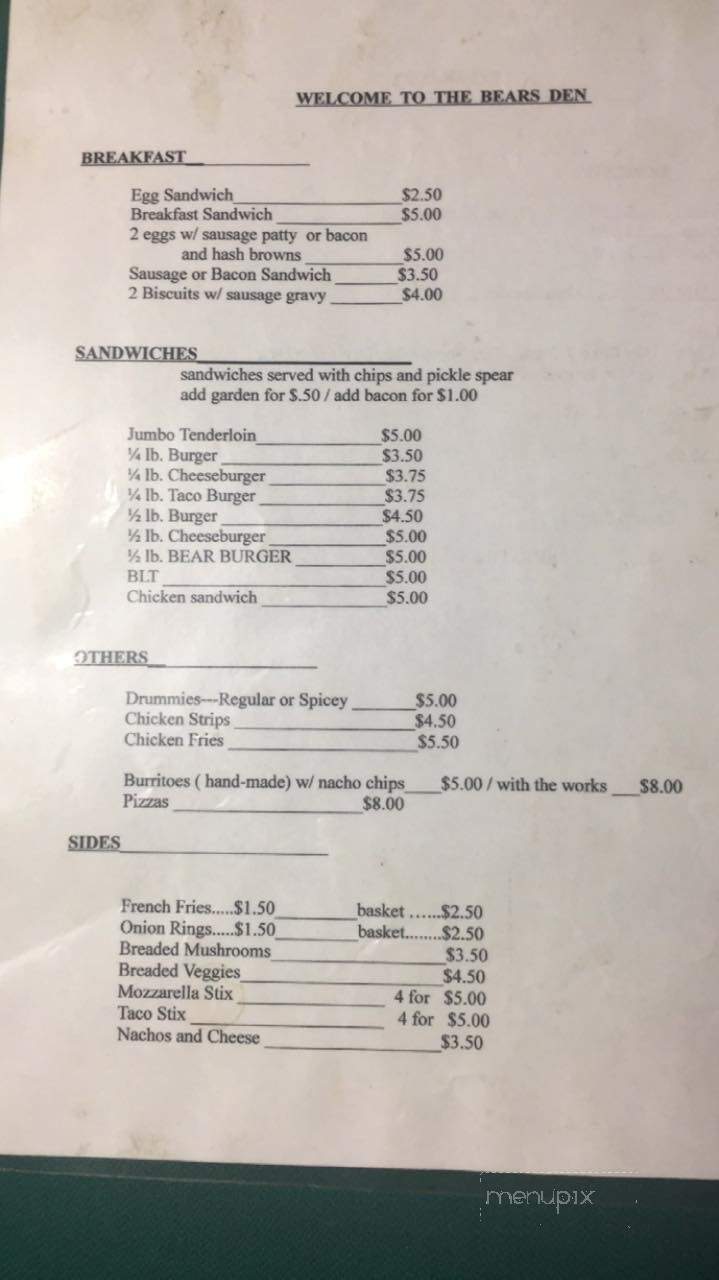 WELCOME TO THE BEARS DEN
BREAKFAST
Egg Sandwich $2.50
Breakfast Sandwich $5.00
2 eggs w/ sausage patty or bacon
and hash browns $5.00
Sausage or Bacon Sandwich $3.50
2 Biscuits w/ sausage gravy $4.00
SANDWICHES
sandwiches served with chips and pickle spear
add garden for $.50 / add bacon for $1.00
Jumbo Tenderloin $5.00
¼ lb. Burger $3.50
¼ lb. Cheeseburger $3.75
¼ lb. Taco Burger $3.75
½ lb. Burger $4.50
½ lb. Cheeseburger $5.00
½ lb. BEAR BURGER $5.00
BLT $5.00
Chicken sandwich $5.00
OTHERS
Drummies---Regular or Spicey $5.00
Chicken Strips $4.50
Chicken Fries $5.50
Burritoes ( hand-made) w/ nacho chips $5.00 / with the works $8.00
Pizzas $8.00
SIDES
French Fries.....$1.50 basket ......$2.50
Onion Rings.....$1.50 basket........$2.50
Breaded Mushrooms $3.50
Breaded Veggies $4.50
Mozzarella Stix 4 for $5.00
Taco Stix 4 for $5.00
Nachos and Cheese $3.50
menupix